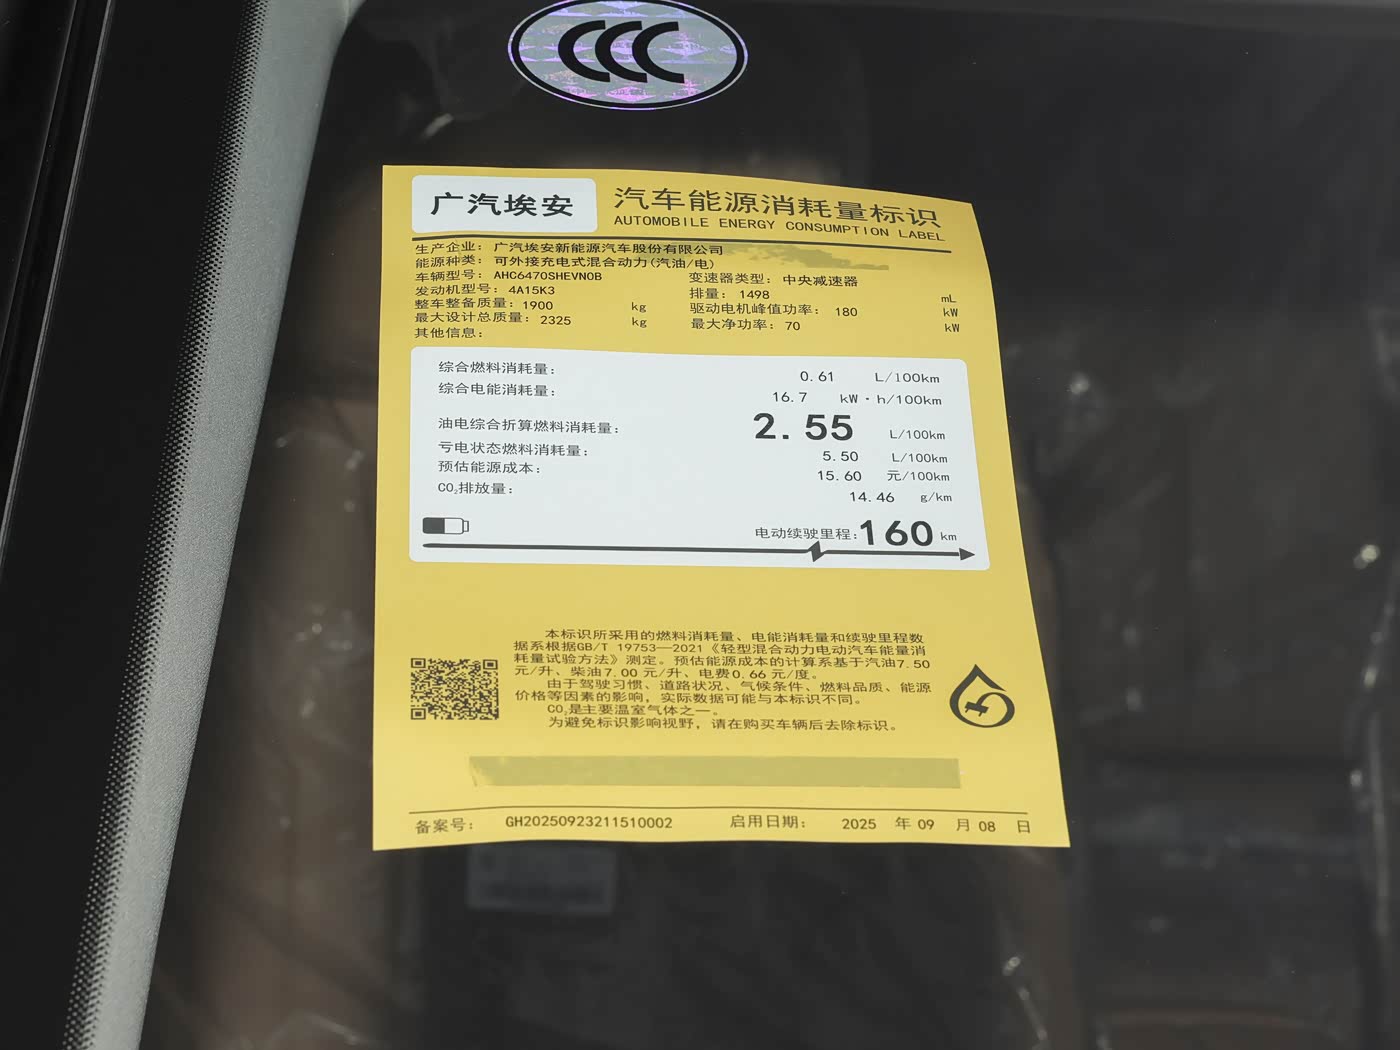 CCC
广汽埃安
汽车能源消耗量标识
AUTOMOBILE ENERGY CONSUMPTION LABEL
生产企业： 广汽埃安新能源汽车股份有限公司
能源种类： 可外接充电式混合动力(汽油/电)
车辆型号： AHC6470SHEVN0B 变速器类型： 中央减速器
发动机型号： 4A15K3 排量： 1498 mL
整车整备质量： 1900 kg 驱动电机峰值功率： 180 kW
最大设计总质量： 2325 kg 最大净功率： 70 kW
其他信息：
综合燃料消耗量： 0.61 L/100km
综合电能消耗量： 16.7 kW·h/100km
油电综合折算燃料消耗量： 2.55 L/100km
亏电状态燃料消耗量： 5.50 L/100km
预估能源成本： 15.60 元/100km
CO₂排放量： 14.46 g/km
电动续驶里程：160 km
本标识所采用的燃料消耗量、电能消耗量和续驶里程数
据系根据GB/T 19753—2021《轻型混合动力电动汽车能量消
耗量试验方法》测定。预估能源成本的计算系基于汽油7.50
元/升、柴油7.00 元/升、电费0.66 元/度。
由于驾驶习惯、道路状况、气候条件、燃料品质、能源
价格等因素的影响，实际数据可能与本标识不同。
CO₂是主要温室气体之一。
为避免标识影响视野，请在购买车辆后去除标识。
备案号： GH20250923211510002 启用日期： 2025 年 09 月 08 日